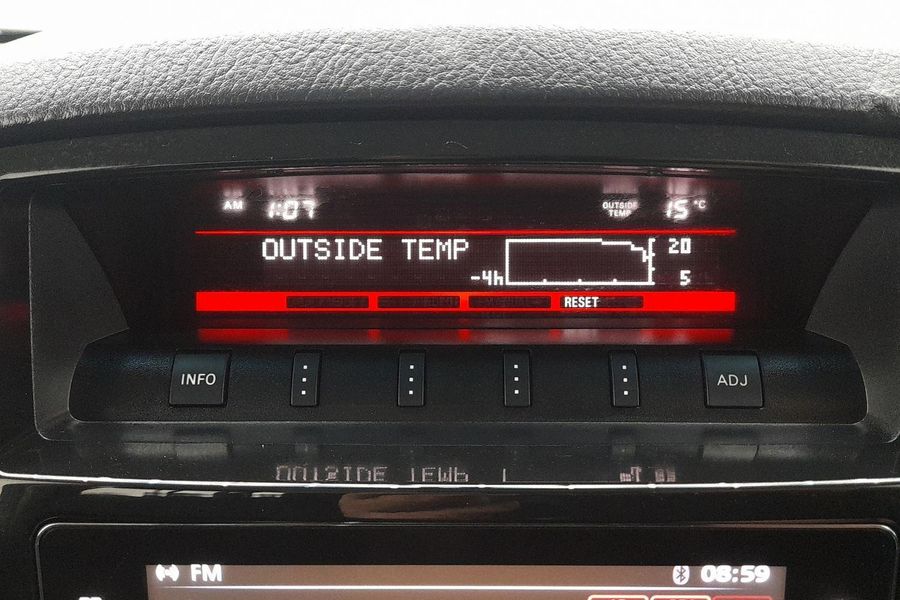 AM 1:07 OUTSIDE TEMP 15 °C
OUTSIDE TEMP 20
-4h 5
RESET
INFO ADJ
FM 08:59